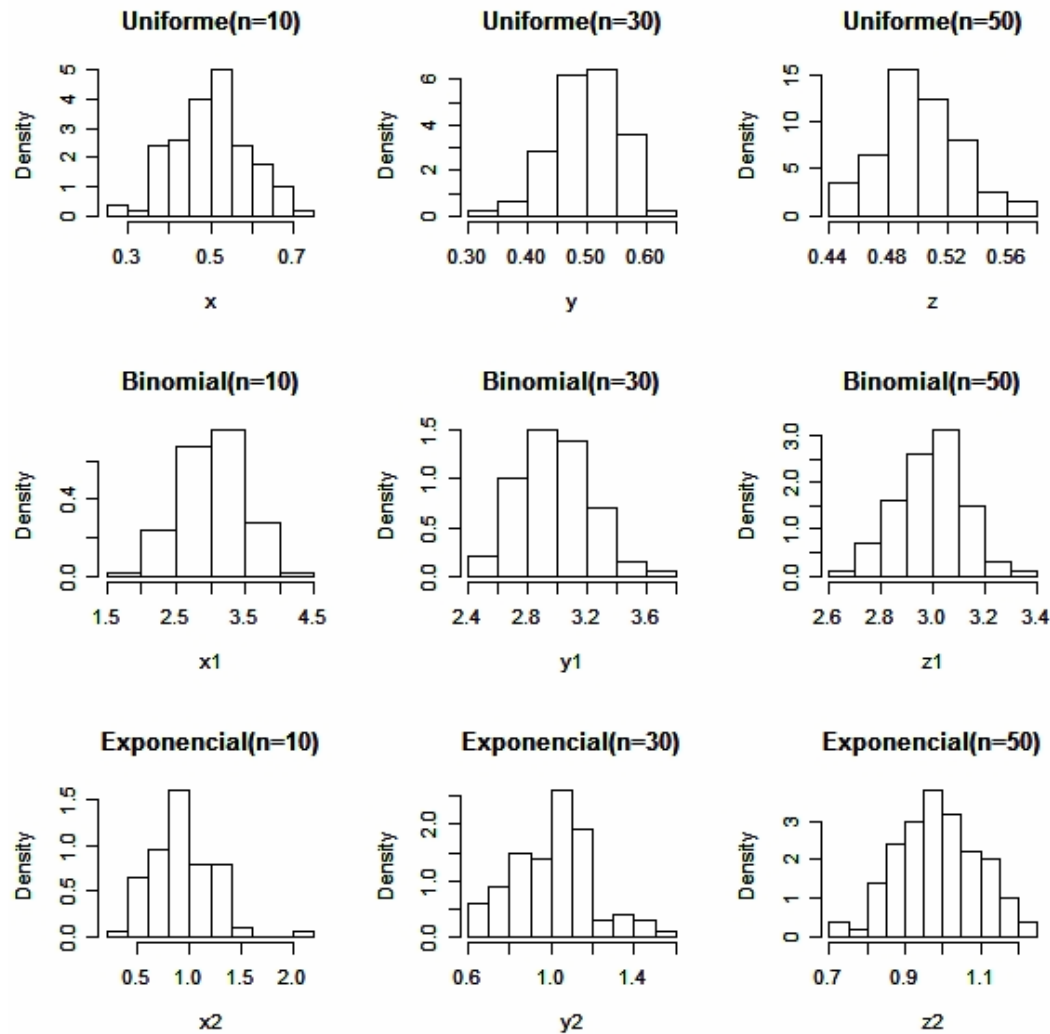 Uniforme(n=10)
Density
0 1 2 3 4 5
0.3 0.5 0.7
x
Uniforme(n=30)
Density
0 2 4 6
0.30 0.40 0.50 0.60
y
Uniforme(n=50)
Density
0 5 10 15
0.44 0.48 0.52 0.56
z
Binomial(n=10)
Density
0.0 0.4
1.5 2.5 3.5 4.5
x1
Binomial(n=30)
Density
0.0 0.5 1.0 1.5
2.4 2.8 3.2 3.6
y1
Binomial(n=50)
Density
0.0 1.0 2.0 3.0
2.6 2.8 3.0 3.2 3.4
z1
Exponencial(n=10)
Density
0.0 0.5 1.0 1.5
0.5 1.0 1.5 2.0
x2
Exponencial(n=30)
Density
0.0 1.0 2.0
0.6 1.0 1.4
y2
Exponencial(n=50)
Density
0 1 2 3
0.7 0.9 1.1
z2